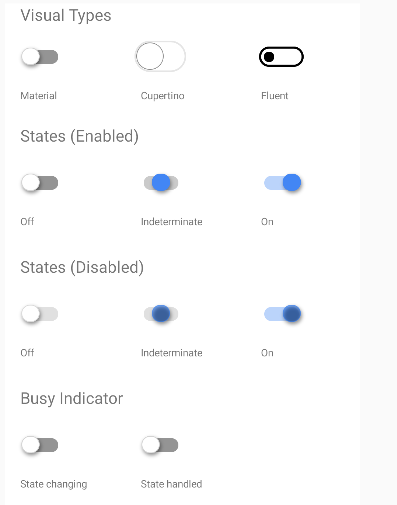 Visual Types
Material Cupertino Fluent
States (Enabled)
Off Indeterminate On
States (Disabled)
Off Indeterminate On
Busy Indicator
State changing State handled